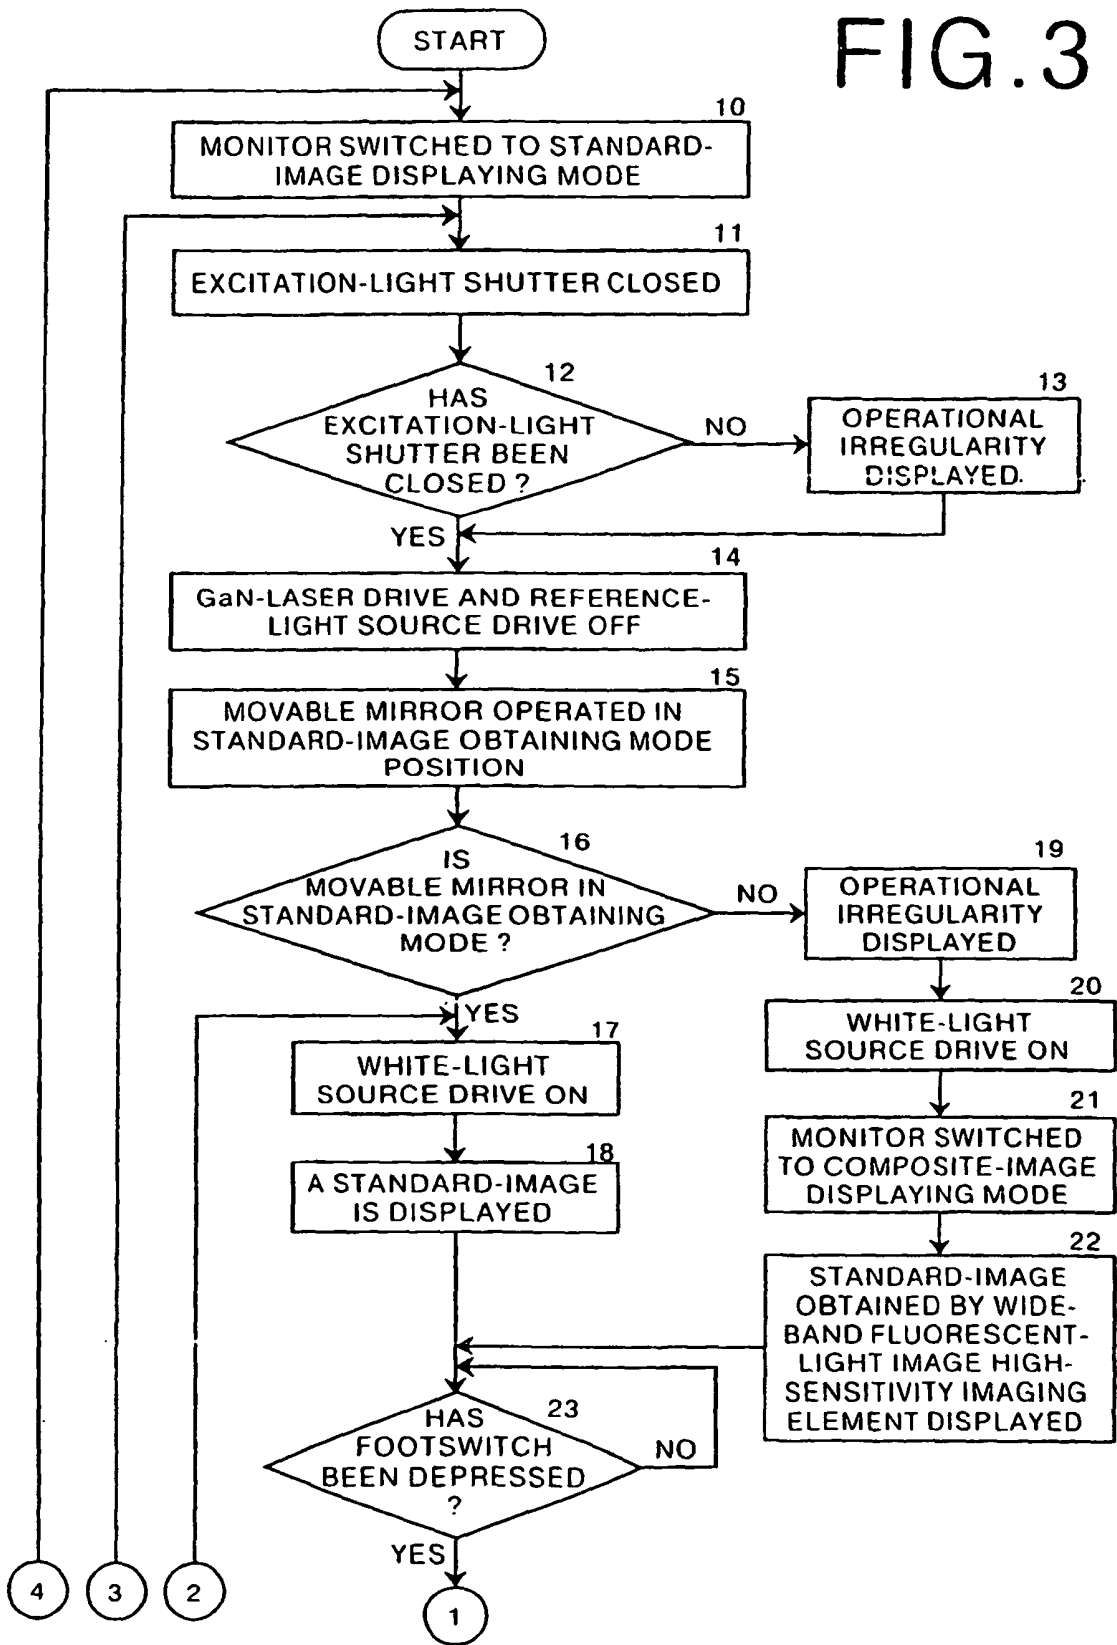 FIG.3
START
10
MONITOR SWITCHED TO STANDARD-
IMAGE DISPLAYING MODE
11
EXCITATION-LIGHT SHUTTER CLOSED
12
HAS
EXCITATION-LIGHT
SHUTTER BEEN
CLOSED ?
NO
13
OPERATIONAL
IRREGULARITY
DISPLAYED.
YES
14
GaN-LASER DRIVE AND REFERENCE-
LIGHT SOURCE DRIVE OFF
15
MOVABLE MIRROR OPERATED IN
STANDARD-IMAGE OBTAINING MODE
POSITION
16
IS
MOVABLE MIRROR IN
STANDARD-IMAGE OBTAINING
MODE ?
NO
19
OPERATIONAL
IRREGULARITY
DISPLAYED
YES
17
WHITE-LIGHT
SOURCE DRIVE ON
20
WHITE-LIGHT
SOURCE DRIVE ON
18
A STANDARD-IMAGE
IS DISPLAYED
21
MONITOR SWITCHED
TO COMPOSITE-IMAGE
DISPLAYING MODE
22
STANDARD-IMAGE
OBTAINED BY WIDE-
BAND FLUORESCENT-
LIGHT IMAGE HIGH-
SENSITIVITY IMAGING
ELEMENT DISPLAYED
23
HAS
FOOTSWITCH
BEEN DEPRESSED
?
NO
YES
4
3
2
1